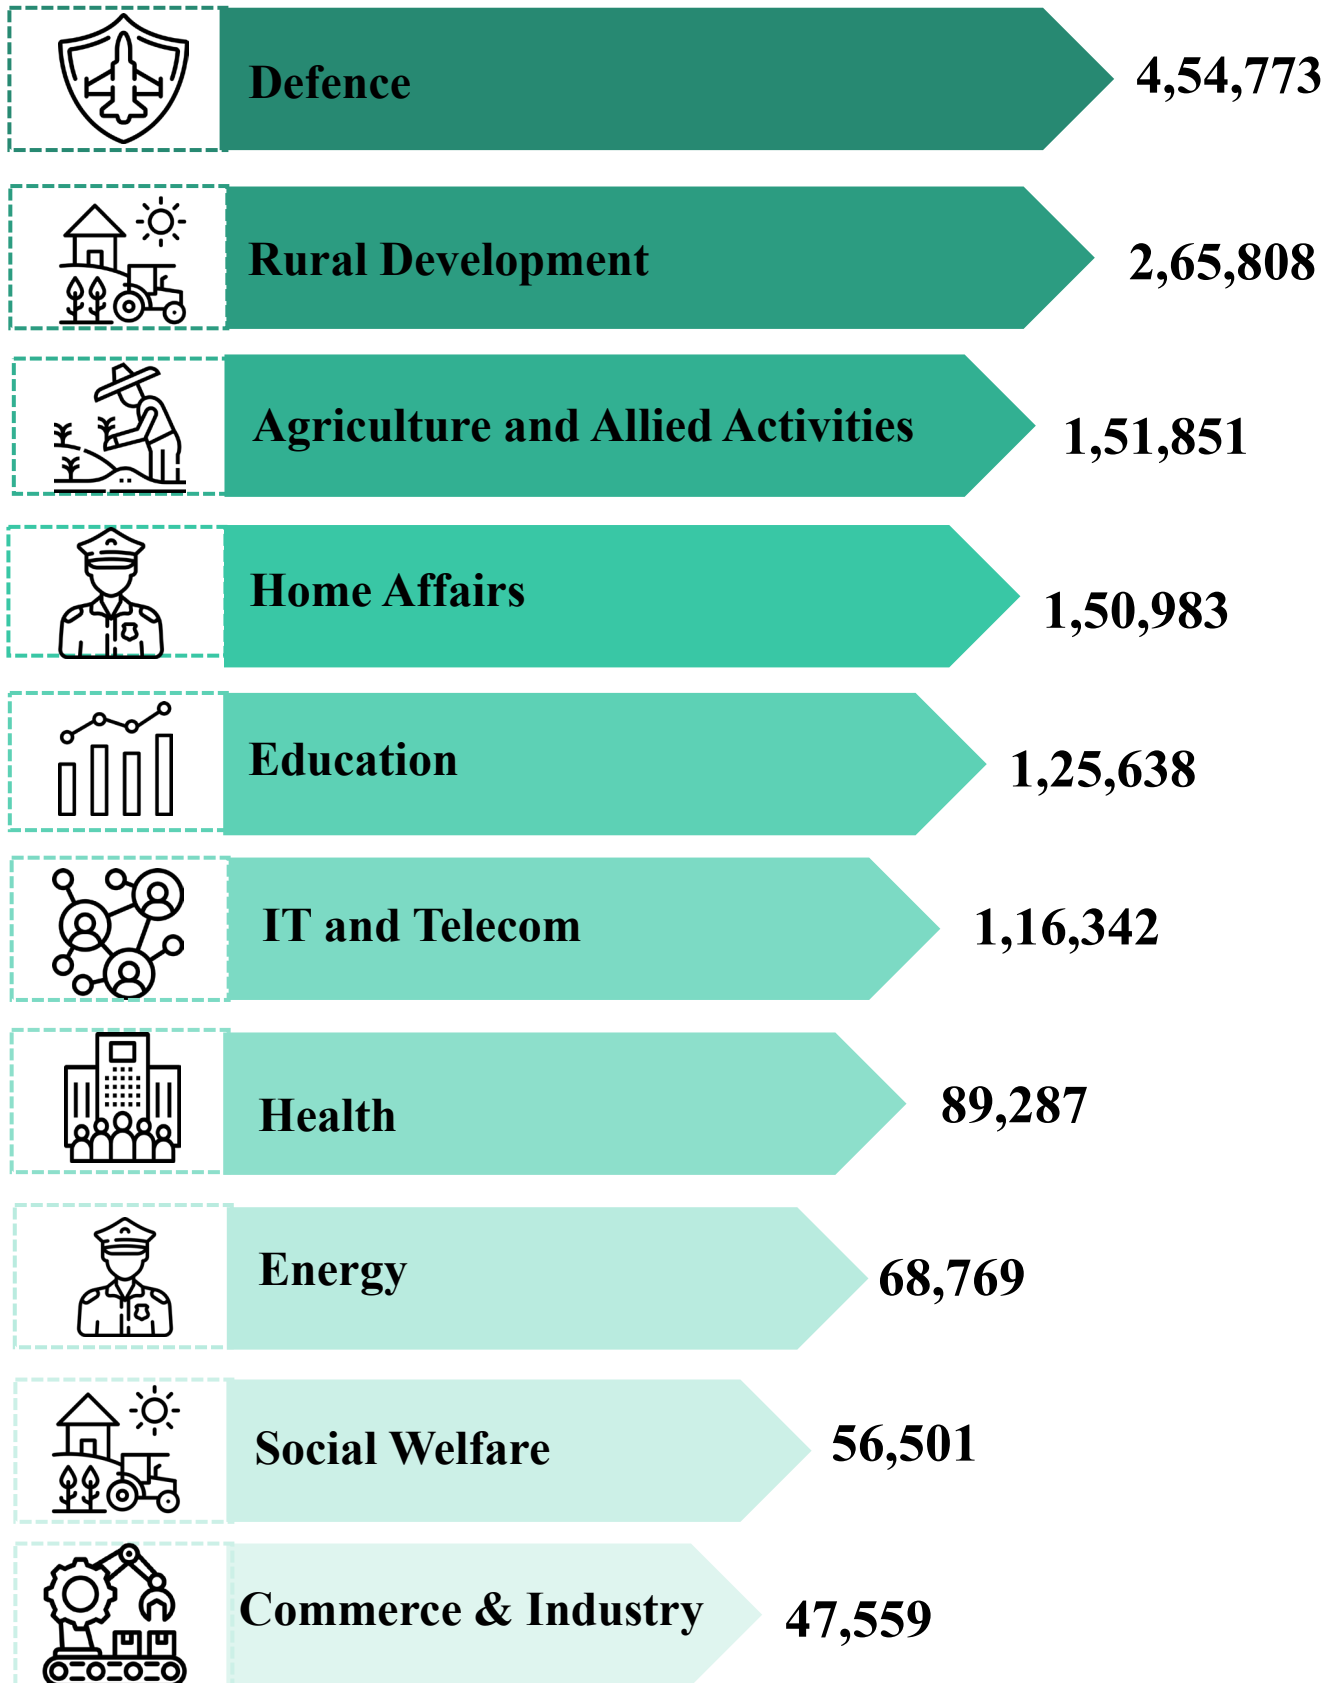 Defence 4,54,773
Rural Development 2,65,808
Agriculture and Allied Activities 1,51,851
Home Affairs 1,50,983
Education 1,25,638
IT and Telecom 1,16,342
Health 89,287
Energy 68,769
Social Welfare 56,501
Commerce & Industry 47,559